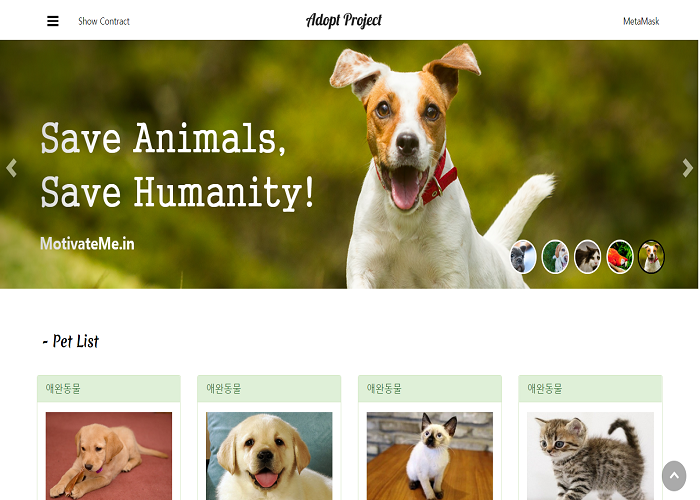 Show Contract
Adopt Project
MetaMask
Save Animals,
Save Humanity!
MotivateMe.in
- Pet List
애완동물
애완동물
애완동물
애완동물